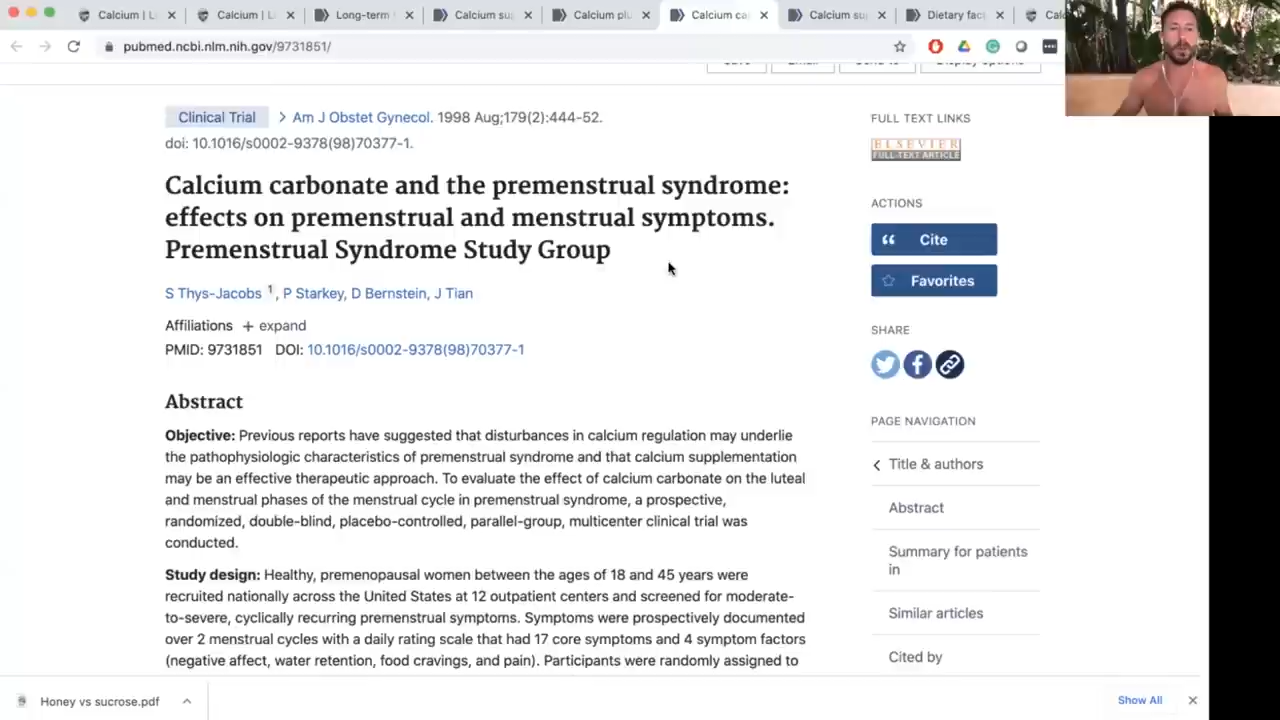 Calcium | L
Calcium | L
Long-term
Calcium su
Calcium plu
Calcium ca
Calcium su
Dietary fac
Calc
pubmed.ncbi.nlm.nih.gov/9731851/
Save
Email
Send to
Display options
Clinical Trial > Am J Obstet Gynecol. 1998 Aug;179(2):444-52.
doi: 10.1016/s0002-9378(98)70377-1.
Calcium carbonate and the premenstrual syndrome:
effects on premenstrual and menstrual symptoms.
Premenstrual Syndrome Study Group
S Thys-Jacobs 1, P Starkey, D Bernstein, J Tian
Affiliations + expand
PMID: 9731851 DOI: 10.1016/s0002-9378(98)70377-1
Abstract
Objective: Previous reports have suggested that disturbances in calcium regulation may underlie
the pathophysiologic characteristics of premenstrual syndrome and that calcium supplementation
may be an effective therapeutic approach. To evaluate the effect of calcium carbonate on the luteal
and menstrual phases of the menstrual cycle in premenstrual syndrome, a prospective,
randomized, double-blind, placebo-controlled, parallel-group, multicenter clinical trial was
conducted.
Study design: Healthy, premenopausal women between the ages of 18 and 45 years were
recruited nationally across the United States at 12 outpatient centers and screened for moderate-
to-severe, cyclically recurring premenstrual symptoms. Symptoms were prospectively documented
over 2 menstrual cycles with a daily rating scale that had 17 core symptoms and 4 symptom factors
(negative affect, water retention, food cravings, and pain). Participants were randomly assigned to
FULL TEXT LINKS
ELSEVIER
FULL TEXT ARTICLE
ACTIONS
Cite
Favorites
SHARE
PAGE NAVIGATION
Title & authors
Abstract
Summary for patients
in
Similar articles
Cited by
Honey vs sucrose.pdf
Show All